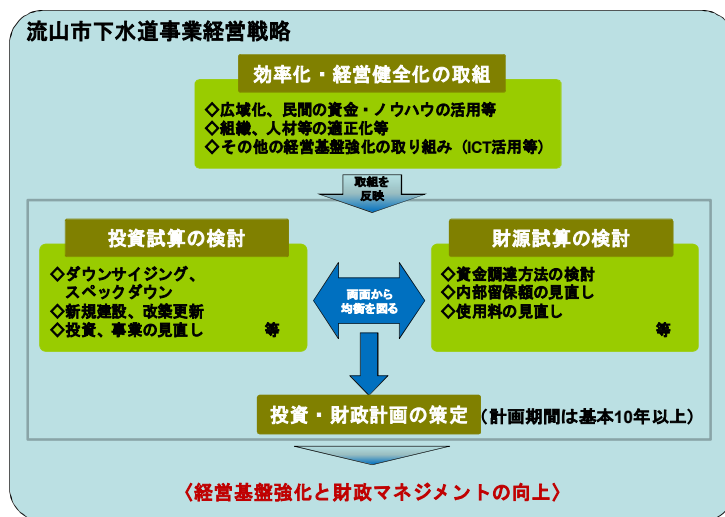 流山市下水道事業経営戦略
効率化・経営健全化の取組
◇広域化、民間の資金・ノウハウの活用等
◇組織、人材等の適正化等
◇その他の経営基盤強化の取り組み（ICT活用等）
取組を
反映
投資試算の検討
◇ダウンサイジング、
スペックダウン
◇新規建設、改築更新
◇投資、事業の見直し　　　　等
両面から
均衡を図る
財源試算の検討
◇資金調達方法の検討
◇内部留保額の見直し
◇使用料の見直し
等
投資・財政計画の策定（計画期間は基本10年以上）
〈経営基盤強化と財政マネジメントの向上〉